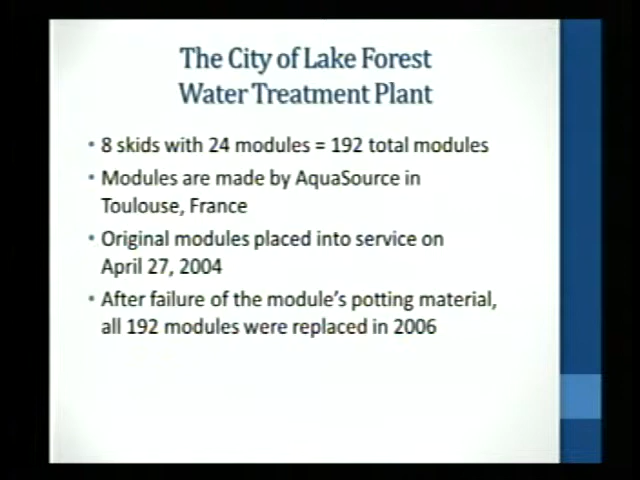 The City of Lake Forest
Water Treatment Plant
• 8 skids with 24 modules = 192 total modules
• Modules are made by AquaSource in
Toulouse, France
• Original modules placed into service on
April 27, 2004
• After failure of the module's potting material,
all 192 modules were replaced in 2006